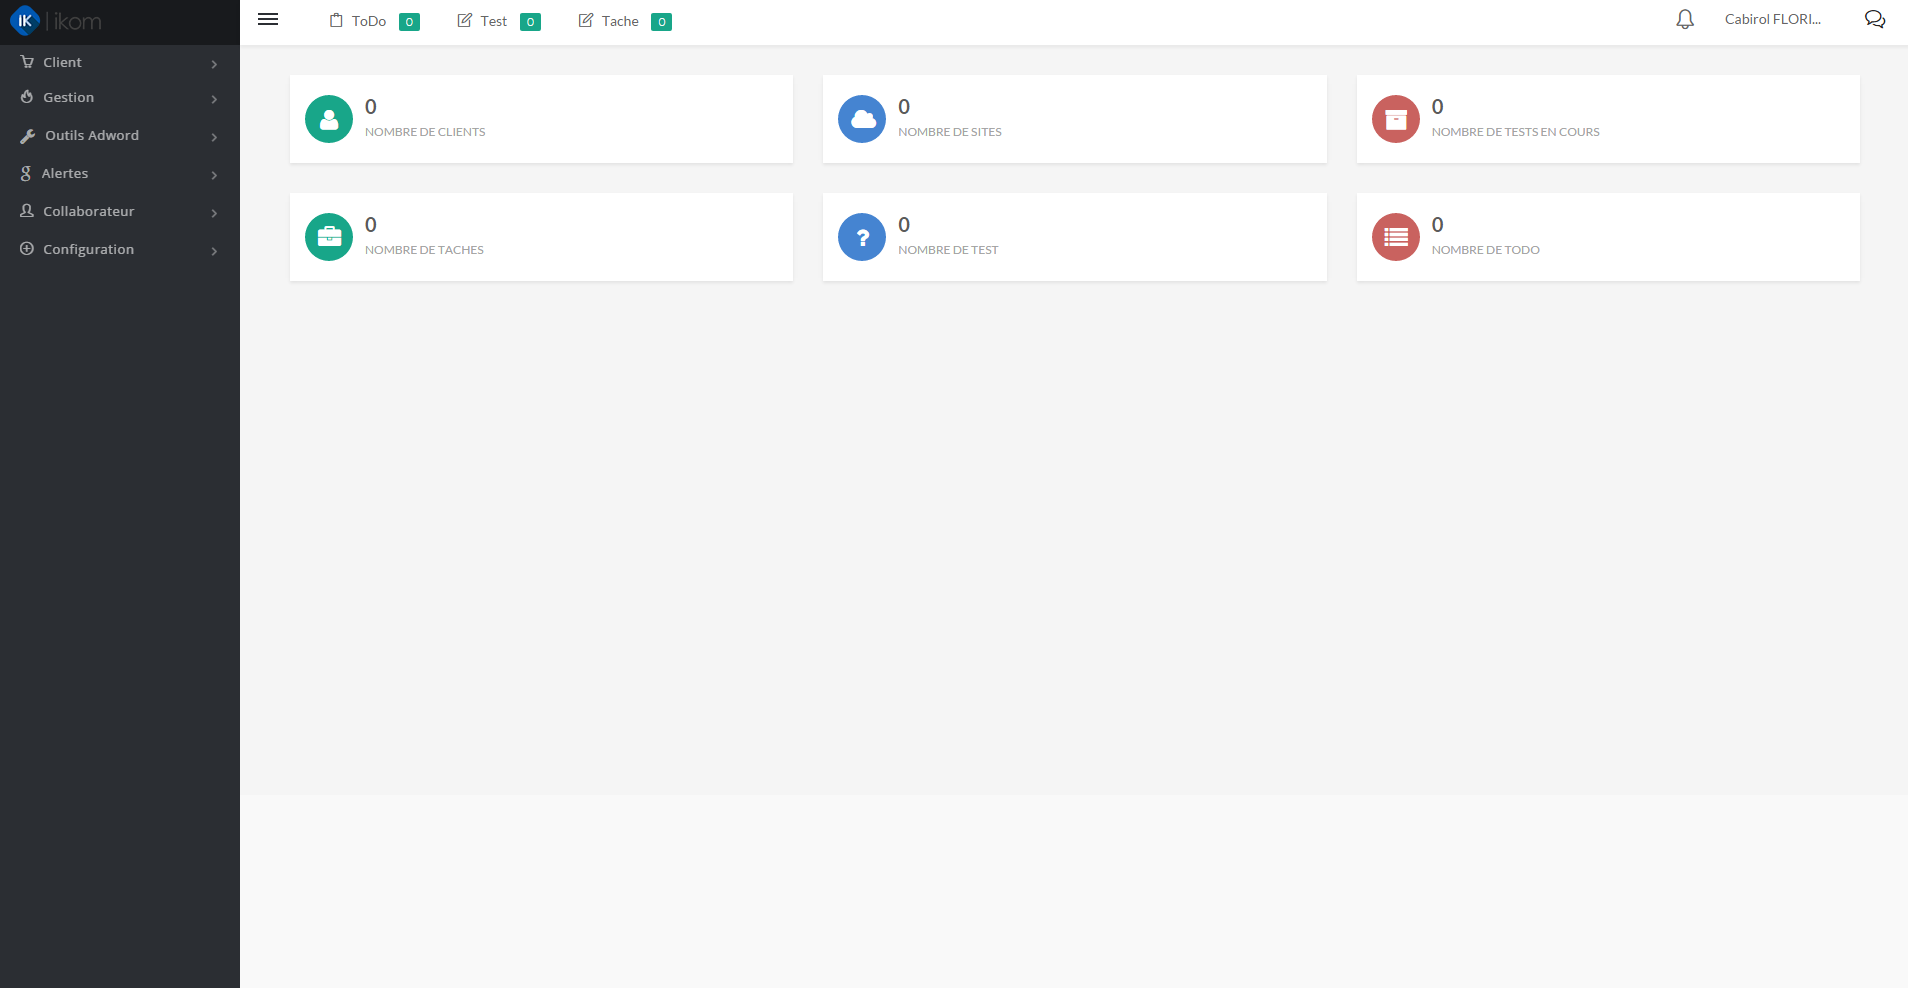 IK | ikom
ToDo 0 Test 0 Tache 0 Cabirol FLORI...
Client
Gestion
Outils Adword
Alertes
Collaborateur
Configuration
0
NOMBRE DE CLIENTS
0
NOMBRE DE SITES
0
NOMBRE DE TESTS EN COURS
0
NOMBRE DE TACHES
0
NOMBRE DE TEST
0
NOMBRE DE TODO